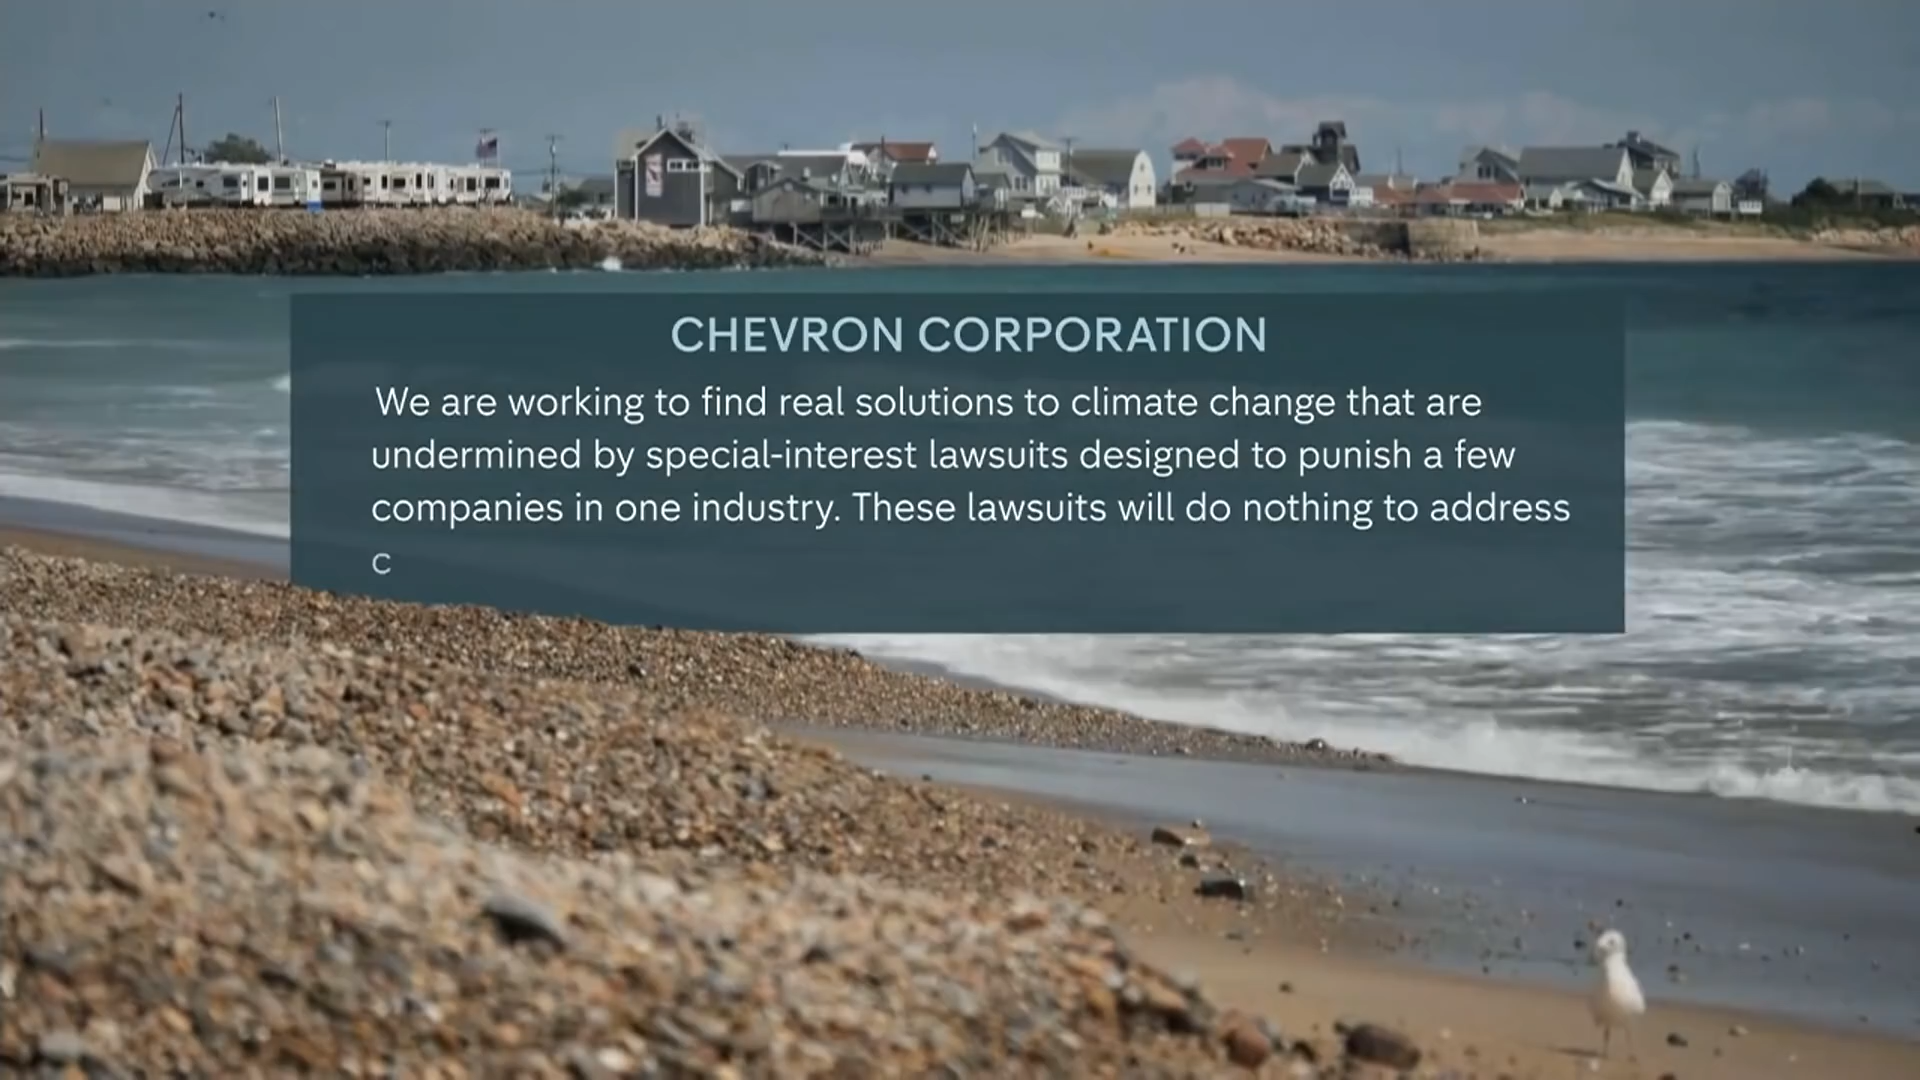 CHEVRON CORPORATION
We are working to find real solutions to climate change that are
undermined by special-interest lawsuits designed to punish a few
companies in one industry. These lawsuits will do nothing to address
c